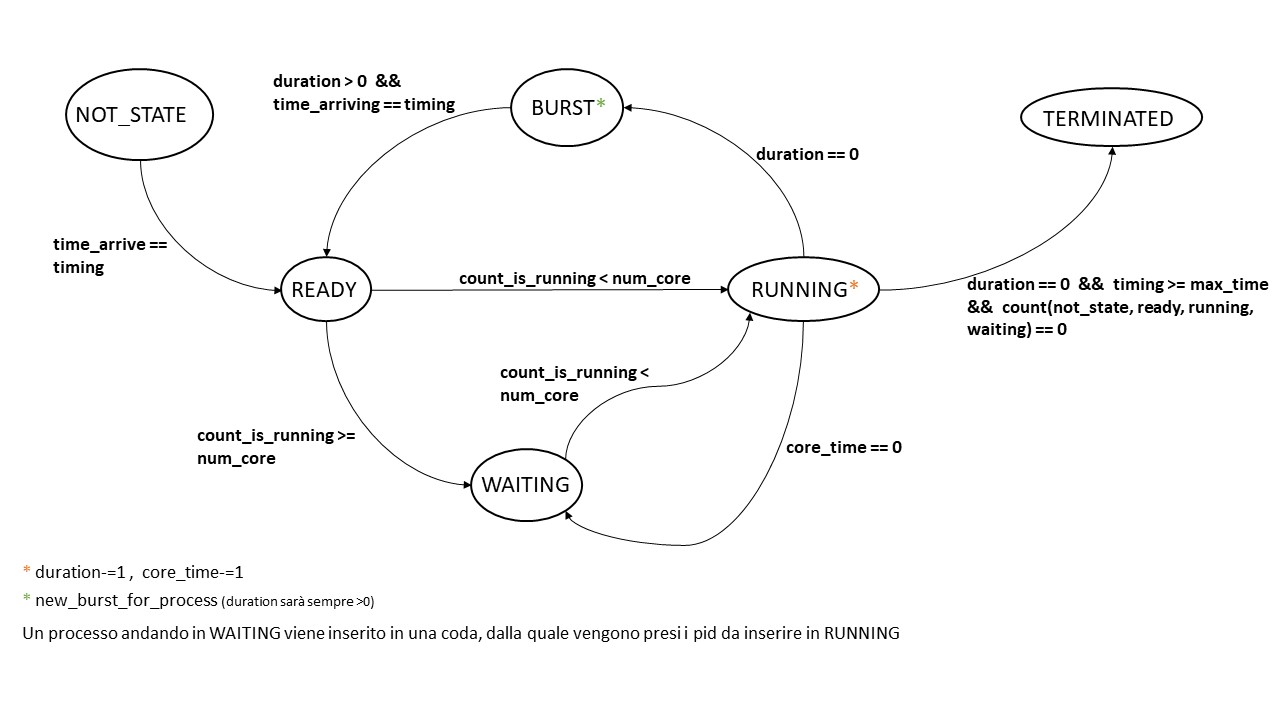 duration > 0 &&
time_arriving == timing
NOT_STATE
BURST*
TERMINATED
duration == 0
time_arrive ==
timing
READY
count_is_running < num_core
RUNNING*
duration == 0 && timing >= max_time
&& count(not_state, ready, running,
waiting) == 0
count_is_running <
num_core
count_is_running >=
num_core
core_time == 0
WAITING
* duration-=1 , core_time-=1
* new_burst_for_process (duration sarà sempre >0)
Un processo andando in WAITING viene inserito in una coda, dalla quale vengono presi i pid da inserire in RUNNING